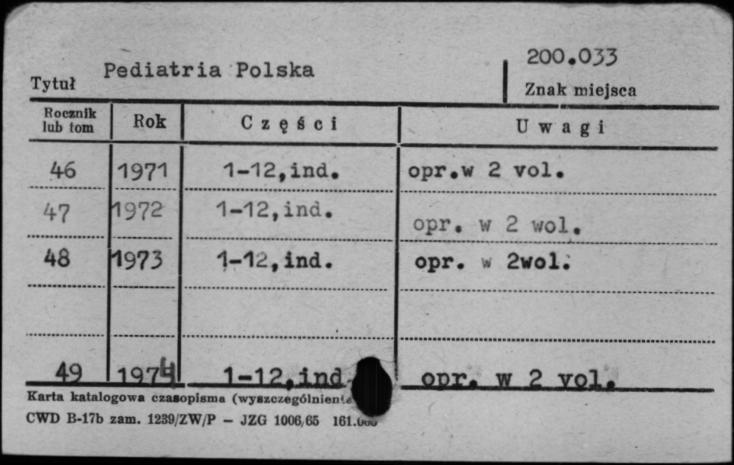 Tytuł Pediatria Polska 200.033
Znak miejsca
Rocznik lub tom Rok Części Uwagi
46 1971 1-12,ind. opr.w 2 vol.
47 1972 1-12,ind. opr. w 2 wol.
48 1973 1-12,ind. opr. w 2wol.
49 1974 1-12,ind opr. w 2 vol.
Karta katalogowa czasopisma (wyszczególnienie
CWD B-17b zam. 1239/ZW/P — JZG 1006/65